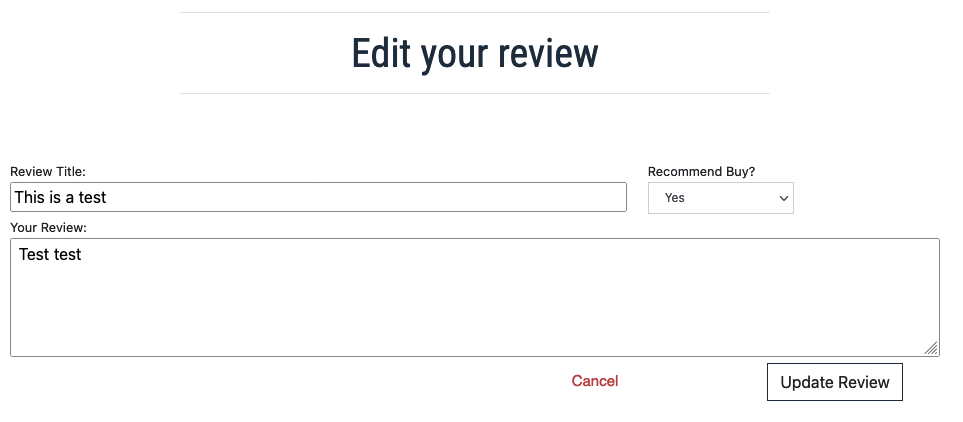 Edit your review
Review Title:
Recommend Buy?
This is a test
Yes
Your Review:
Test test
Cancel
Update Review